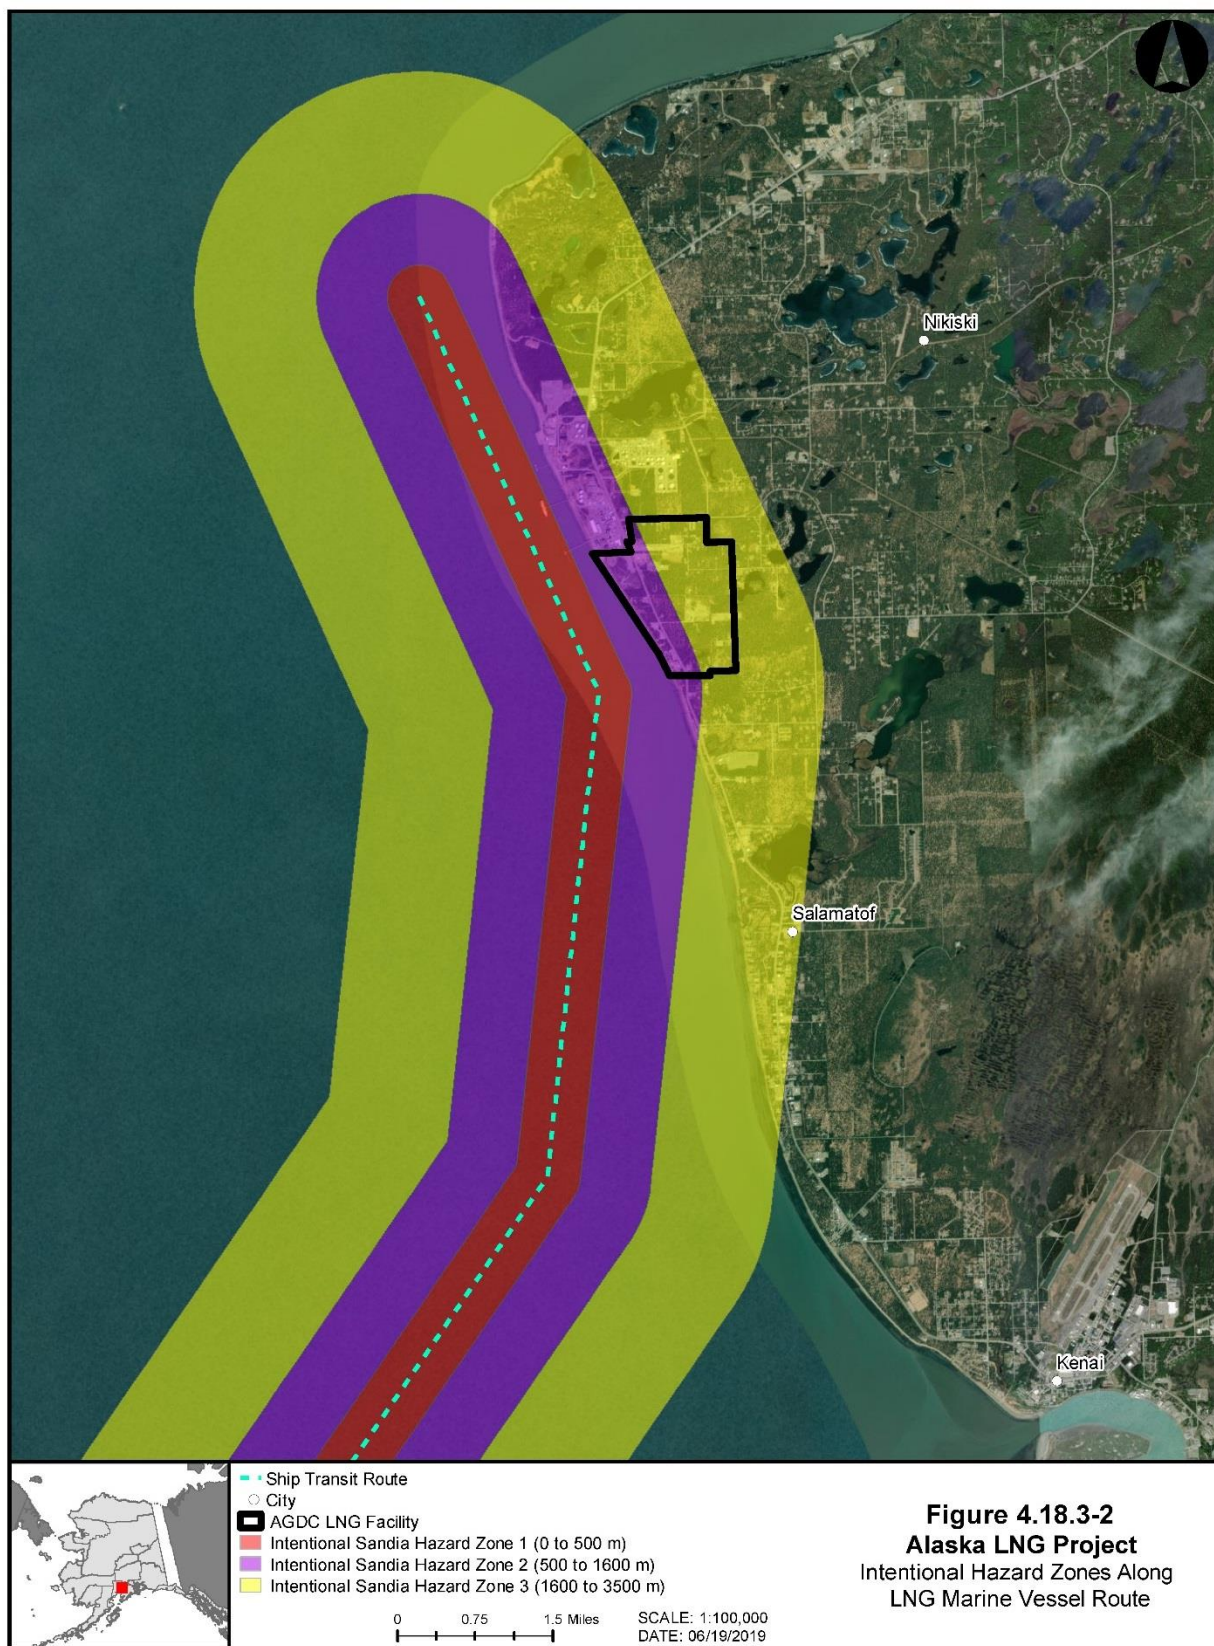 Nikiski
Salamatof
Kenai
Ship Transit Route
City
AGDC LNG Facility
Intentional Sandia Hazard Zone 1 (0 to 500 m)
Intentional Sandia Hazard Zone 2 (500 to 1600 m)
Intentional Sandia Hazard Zone 3 (1600 to 3500 m)
0 0.75 1.5 Miles
SCALE: 1:100,000
DATE: 06/19/2019
Figure 4.18.3-2
Alaska LNG Project
Intentional Hazard Zones Along
LNG Marine Vessel Route